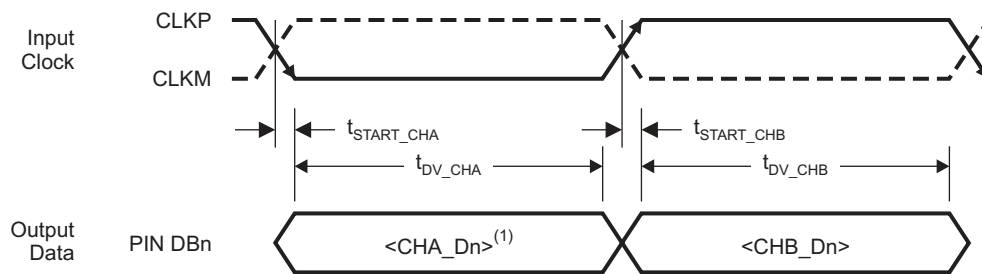 Input
Clock
CLKP
CLKM
tSTART_CHA
tSTART_CHB
tDV_CHA
tDV_CHB
Output
Data
PIN DBn
<CHA_Dn>(1)
<CHB_Dn>